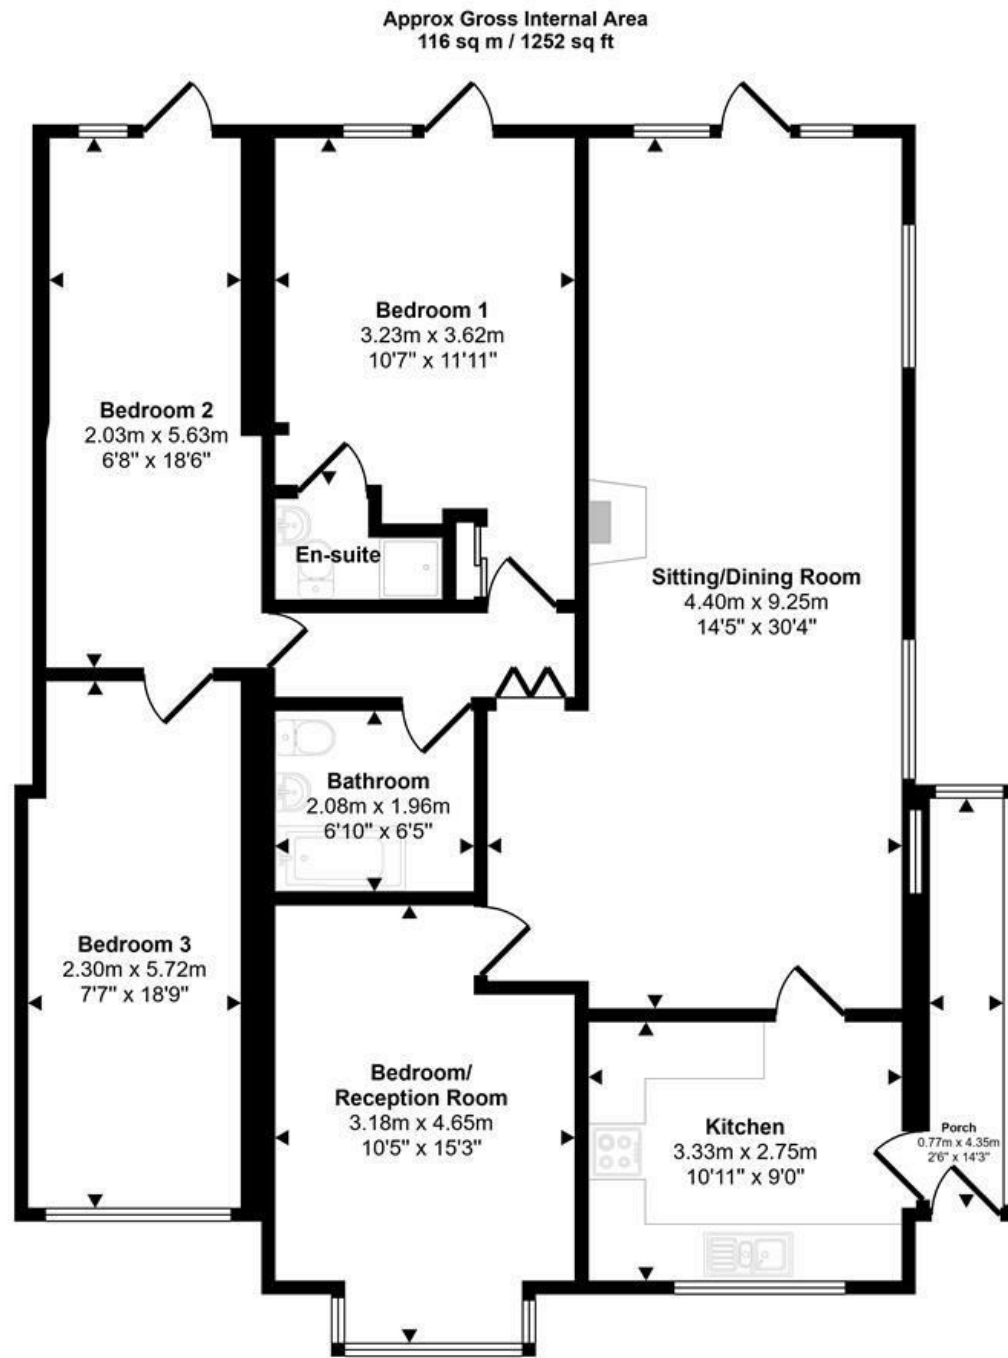 Approx Gross Internal Area
116 sq m / 1252 sq ft
Bedroom 1
3.23m x 3.62m
10'7" x 11'11"
Bedroom 2
2.03m x 5.63m
6'8" x 18'6"
En-suite
Sitting/Dining Room
4.40m x 9.25m
14'5" x 30'4"
Bathroom
2.08m x 1.96m
6'10" x 6'5"
Bedroom 3
2.30m x 5.72m
7'7" x 18'9"
Bedroom/
Reception Room
3.18m x 4.65m
10'5" x 15'3"
Kitchen
3.33m x 2.75m
10'11" x 9'0"
Porch
0.77m x 4.35m
2'6" x 14'3"